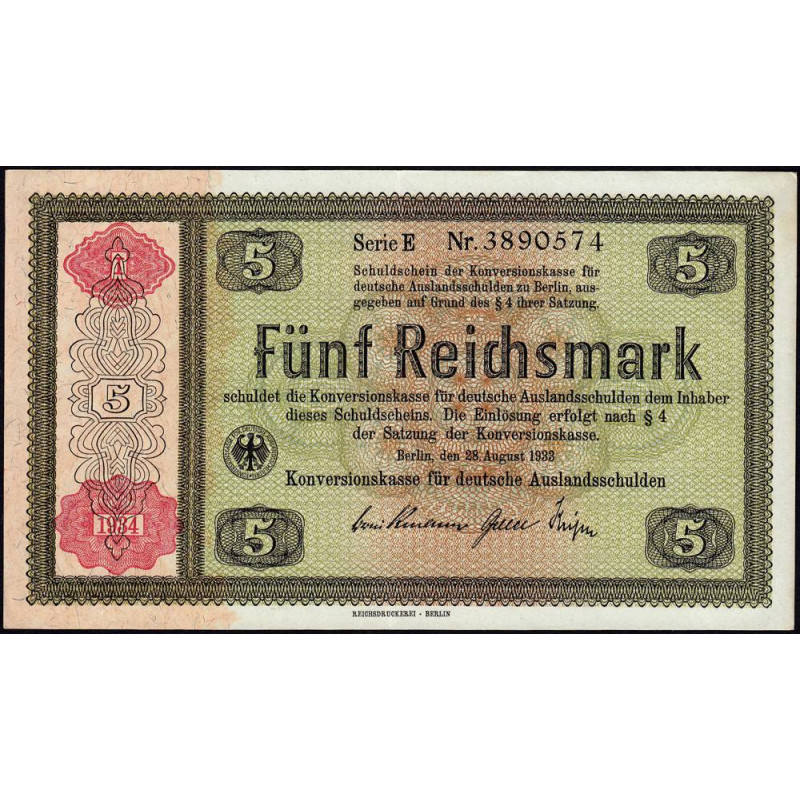 5
Serie E Nr. 3890574
5
Schuldschein der Konversionskasse für
deutsche Auslandsschulden zu Berlin, aus-
gegeben auf Grund des § 4 ihrer Satzung.
Fünf Reichsmark
5
schuldet die Konversionskasse für deutsche Auslandsschulden dem Inhaber
dieses Schuldscheins. Die Einlösung erfolgt nach § 4
der Satzung der Konversionskasse.
Berlin, den 28. August 1933
Konversionskasse für deutsche Auslandsschulden
1934
5
5
REICHSDRUCKEREI - BERLIN